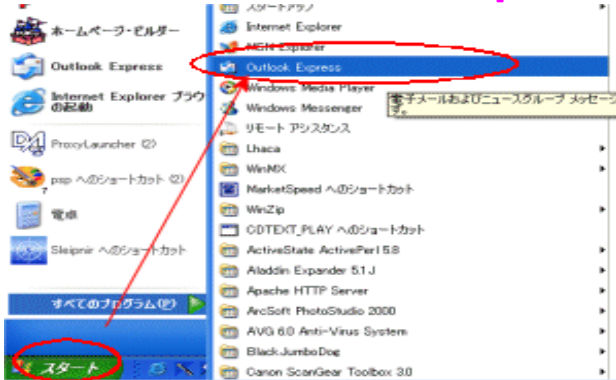 スタートアップ
ホームページ・ビルダー
Outlook Express
Internet Explorer ブラウ
の起動
ProxyLauncher (2)
psp へのショートカット (2)
電卓
Sleipnir へのショートカット
すべてのプログラム(P)
スタート
Internet Explorer
MSN Explorer
Outlook Express
Windows Media Player
電子メールおよびニュースグループ メッセージ
す。
Windows Messenger
リモート アシスタンス
Lhaca
WinMX
MarketSpeed へのショートカット
WinZip
CDTEXT_PLAY へのショートカット
ActiveState ActivePerl 5.8
Aladdin Expander 5.1 J
Apache HTTP Server
ArcSoft PhotoStudio 2000
AVG 6.0 Anti-Virus System
BlackJumboDog
Canon ScanGear Toolbox 3.0